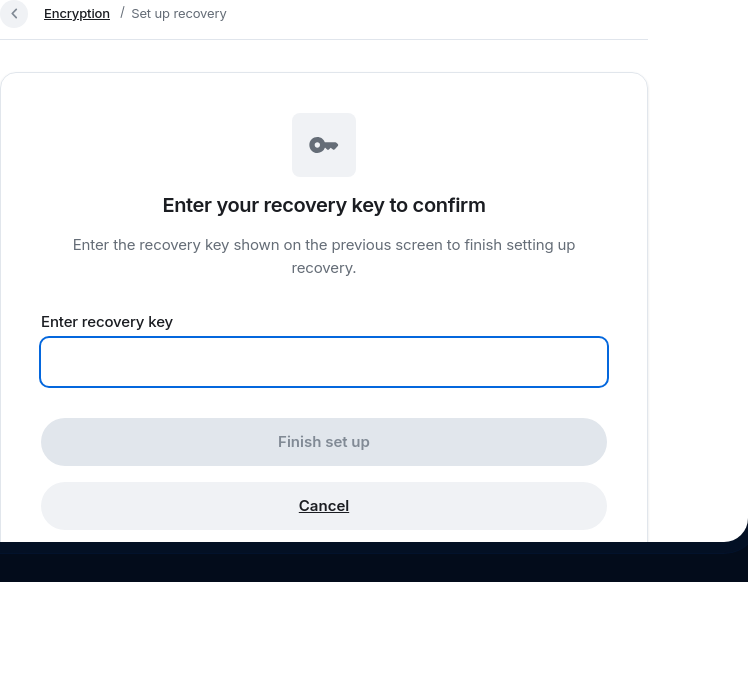 Encryption / Set up recovery
Enter your recovery key to confirm
Enter the recovery key shown on the previous screen to finish setting up
recovery.
Enter recovery key
Finish set up
Cancel